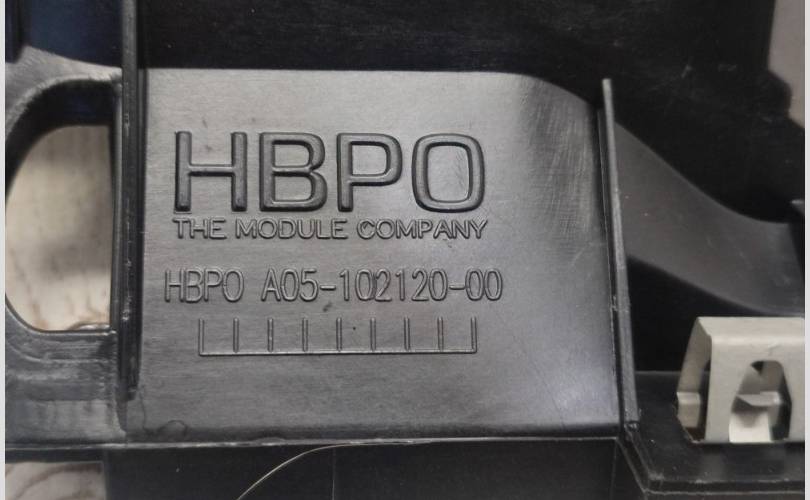 HBPO
THE MODULE COMPANY
HBPO A05-102120-00